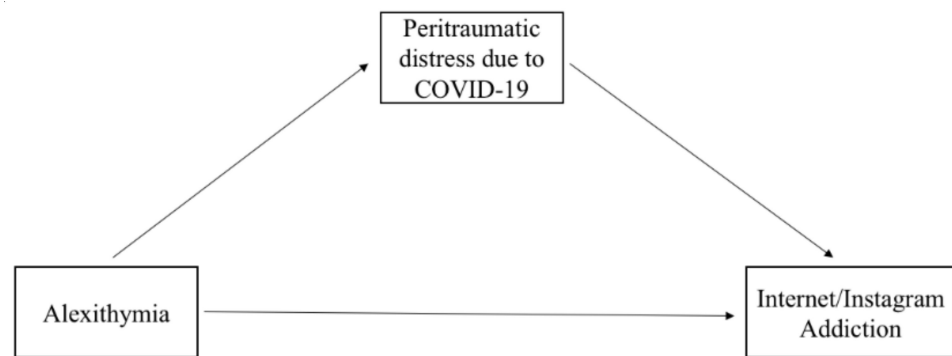 Peritraumatic
distress due to
COVID-19
Alexithymia
Internet/Instagram
Addiction